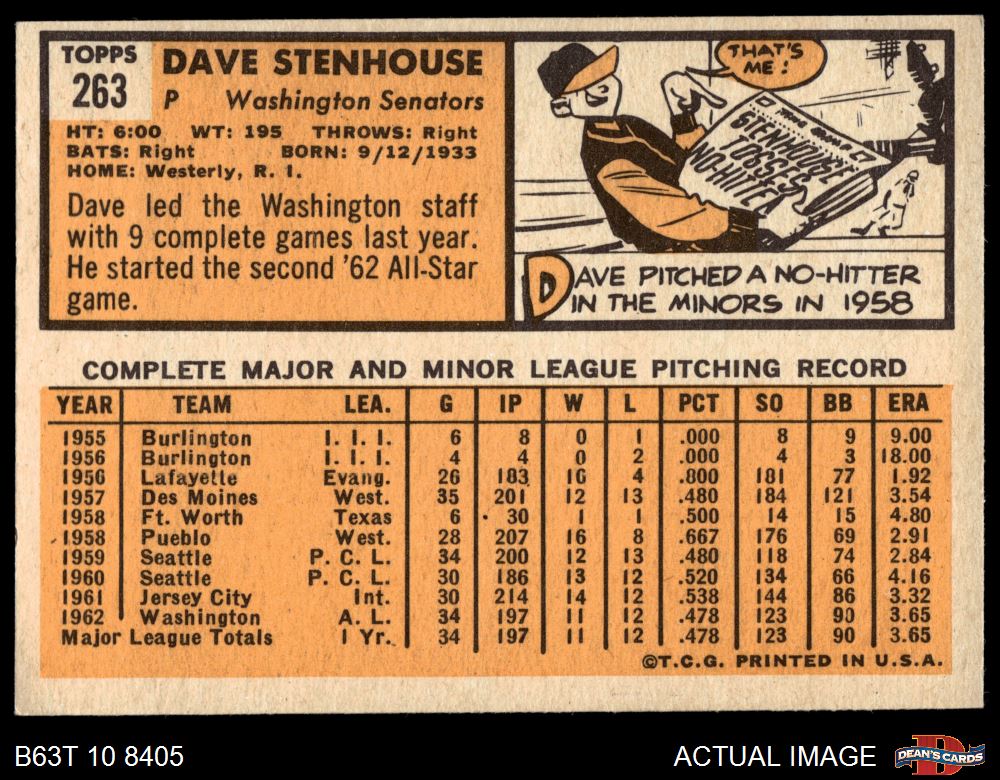 TOPPS
263
DAVE STENHOUSE
P Washington Senators
HT: 6:00 WT: 195 THROWS: Right
BATS: Right BORN: 9/12/1933
HOME: Westerly, R. I.
Dave led the Washington staff
with 9 complete games last year.
He started the second '62 All-Star
game.
THAT'S
ME!
STENHOUSE
TOSSES
NO-HITTER
DAVE PITCHED A NO-HITTER
IN THE MINORS IN 1958
COMPLETE MAJOR AND MINOR LEAGUE PITCHING RECORD
YEAR TEAM LEA. G IP W L PCT SO BB ERA
1955 Burlington I. I. I. 6 8 0 1 .000 8 9 9.00
1956 Burlington I. I. I. 4 4 0 2 .000 4 3 18.00
1956 Lafayette Evang. 26 183 16 4 .800 181 77 1.92
1957 Des Moines West. 35 201 12 13 .480 184 121 3.54
1958 Ft. Worth Texas 6 30 1 1 .500 14 15 4.80
1958 Pueblo West. 28 207 16 8 .667 176 69 2.91
1959 Seattle P. C. L. 34 200 12 13 .480 118 74 2.84
1960 Seattle P. C. L. 30 186 13 12 .520 134 66 4.16
1961 Jersey City Int. 30 214 14 12 .538 144 86 3.32
1962 Washington A. L. 34 197 11 12 .478 123 90 3.65
Major League Totals 1 Yr. 34 197 11 12 .478 123 90 3.65
©T.C.G. PRINTED IN U.S.A.
B63T 10 8405
ACTUAL IMAGE
DEAN'S CARDS